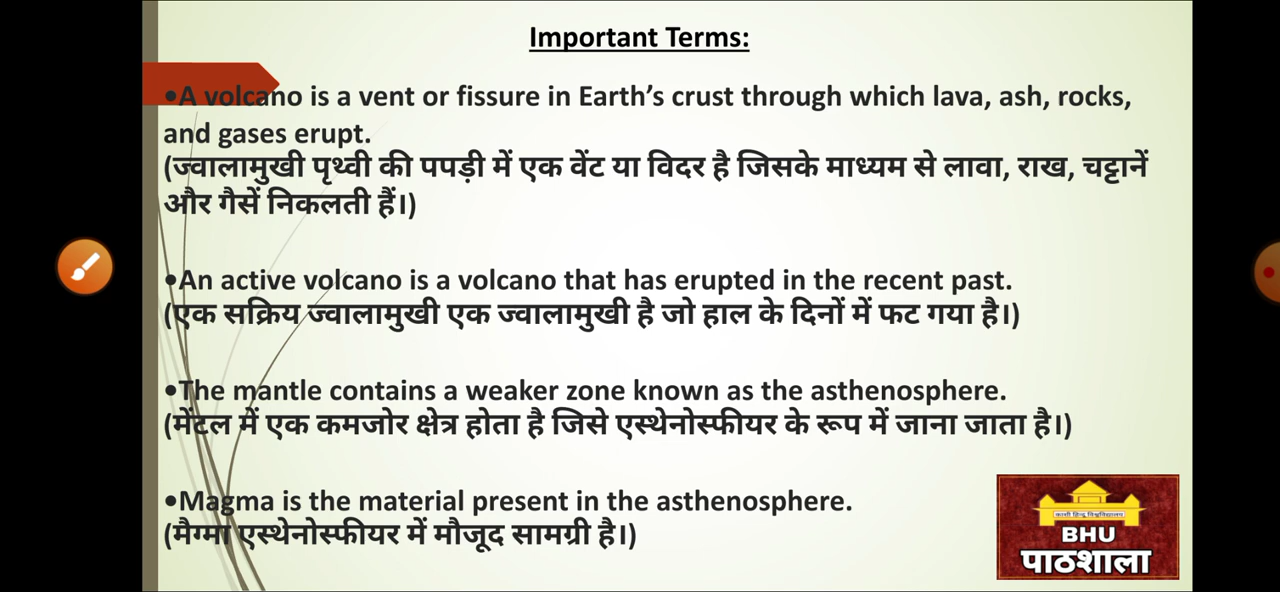 Important Terms:
•A volcano is a vent or fissure in Earth’s crust through which lava, ash, rocks,
and gases erupt.
(ज्वालामुखी पृथ्वी की पपड़ी में एक वेंट या विदर है जिसके माध्यम से लावा, राख, चट्टानें
और गैसें निकलती हैं।)
•An active volcano is a volcano that has erupted in the recent past.
(एक सक्रिय ज्वालामुखी एक ज्वालामुखी है जो हाल के दिनों में फट गया है।)
•The mantle contains a weaker zone known as the asthenosphere.
(मेंटल में एक कमजोर क्षेत्र होता है जिसे एस्थेनोस्फीयर के रूप में जाना जाता है।)
•Magma is the material present in the asthenosphere.
(मैग्मा एस्थेनोस्फीयर में मौजूद सामग्री है।)
काशी हिन्दू विश्वविद्यालय
BHU
पाठशाला